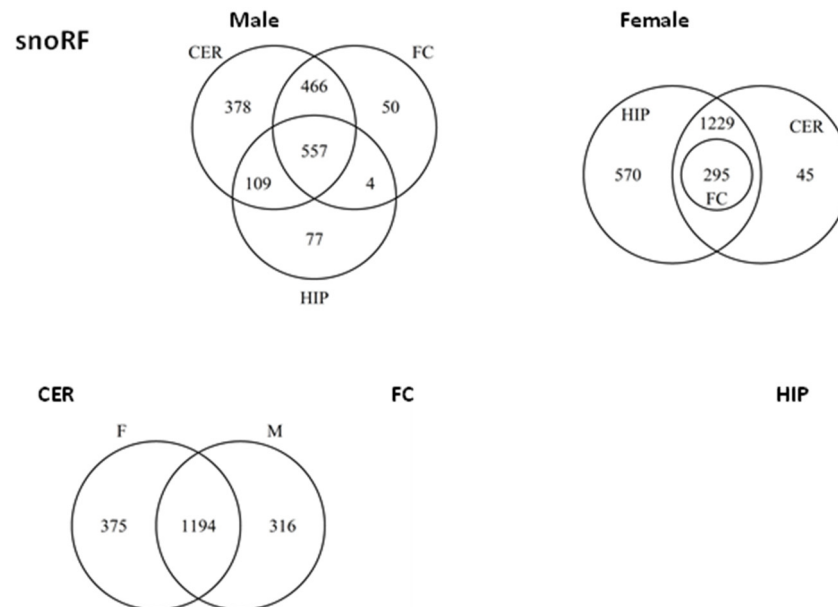 Male
Female
snoRF
CER
FC
466
378
50
557
109
4
77
HIP
HIP
1229
CER
570
295
45
FC
CER
FC
HIP
F
M
375
1194
316